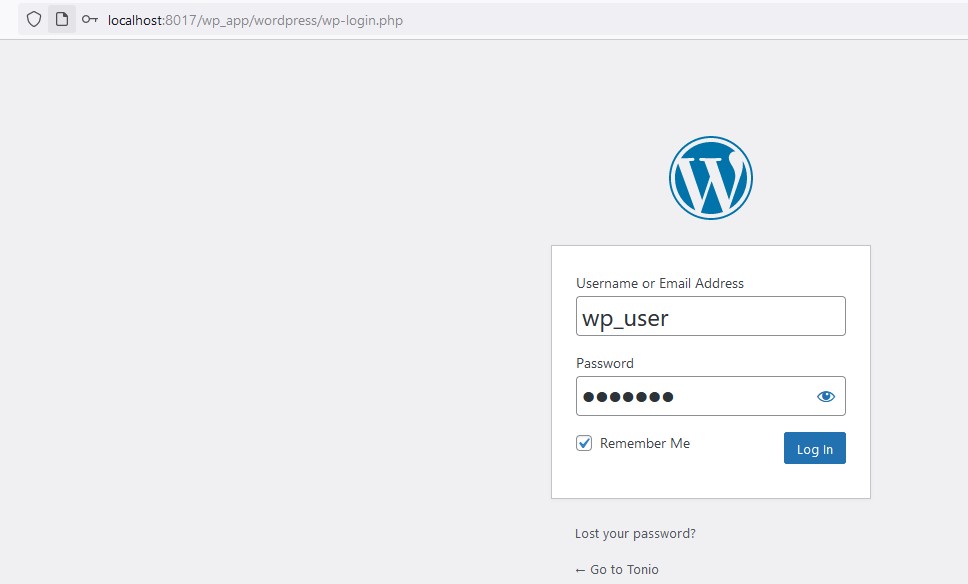 localhost:8017/wp_app/wordpress/wp-login.php
Username or Email Address
wp_user
Password
●●●●●●●
Remember Me
Log In
Lost your password?
← Go to Tonio